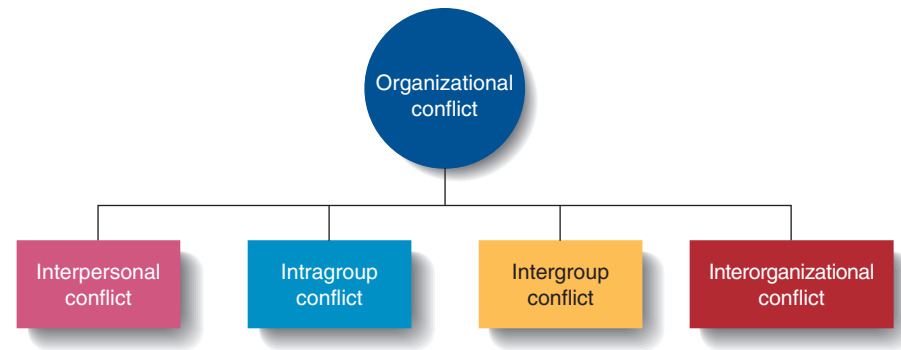 Organizational
conflict
Interpersonal
conflict
Intragroup
conflict
Intergroup
conflict
Interorganizational
conflict